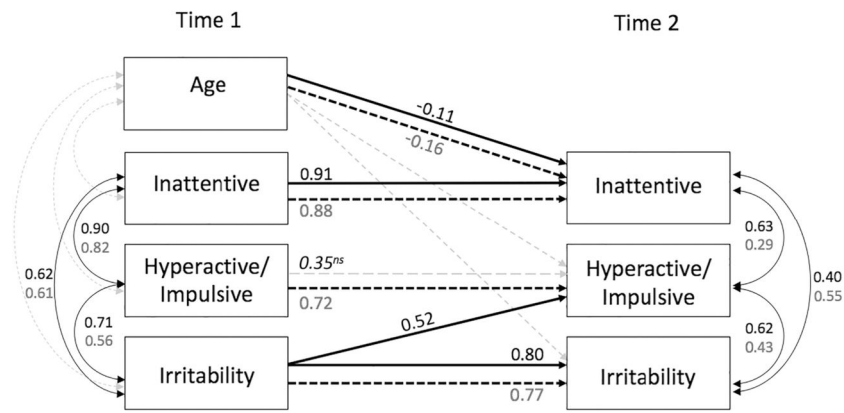 Time 1
Time 2
Age
-0.11
-0.16
Inattentive
0.91
0.88
Inattentive
0.90
0.82
0.63
0.29
0.62
0.61
Hyperactive/
Impulsive
0.35ns
0.72
Hyperactive/
Impulsive
0.40
0.55
0.71
0.56
0.52
0.62
0.43
Irritability
0.80
0.77
Irritability